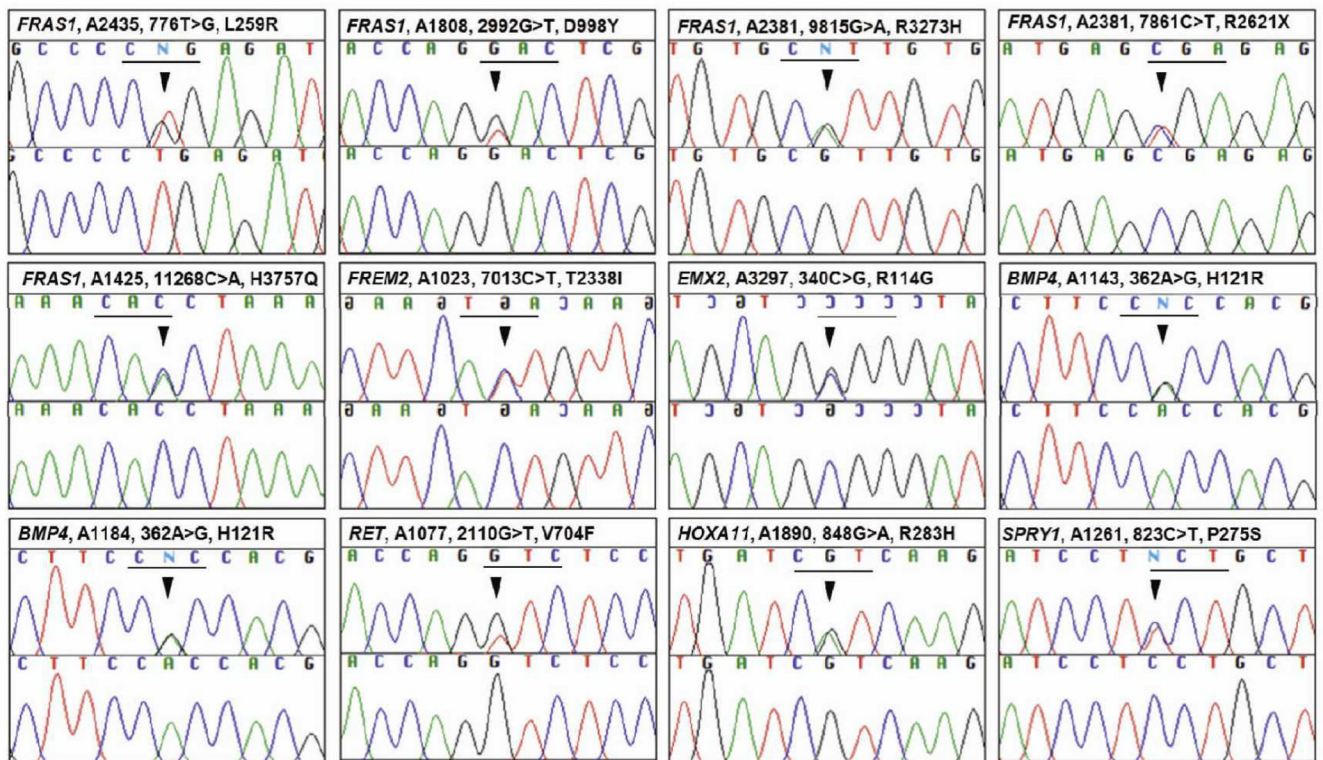 FRAS1, A2435, 776T>G, L259R
G C C C C N G A G A T
G C C C C T G A G A T
FRAS1, A1808, 2992G>T, D998Y
A C C A G G A C T C G
A C C A G G A C T C G
FRAS1, A2381, 9815G>A, R3273H
T G T G C N T T G T G
T G T G C G T T G T G
FRAS1, A2381, 7861C>T, R2621X
A T G A G C G A G A G
A T G A G C G A G A G
FRAS1, A1425, 11268C>A, H3757Q
A A A C A C C T A A A
A A A C A C C T A A A
FREM2, A1023, 7013C>T, T2338I
G A A G T G A C A A G
G A A G T G A C A A G
EMX2, A3297, 340C>G, R114G
T C G T C C C C C T A
T C G T C G C C C T A
BMP4, A1143, 362A>G, H121R
C T T C C N C C A C G
C T T C C A C C A C G
BMP4, A1184, 362A>G, H121R
C T T C C N C C A C G
C T T C C A C C A C G
RET, A1077, 2110G>T, V704F
A C C A G G T C T C C
A C C A G G T C T C C
HOXA11, A1890, 848G>A, R283H
T G A T C G T C A A G
T G A T C G T C A A G
SPRY1, A1261, 823C>T, P275S
A T C C T N C T G C T
A T C C T C C T G C T